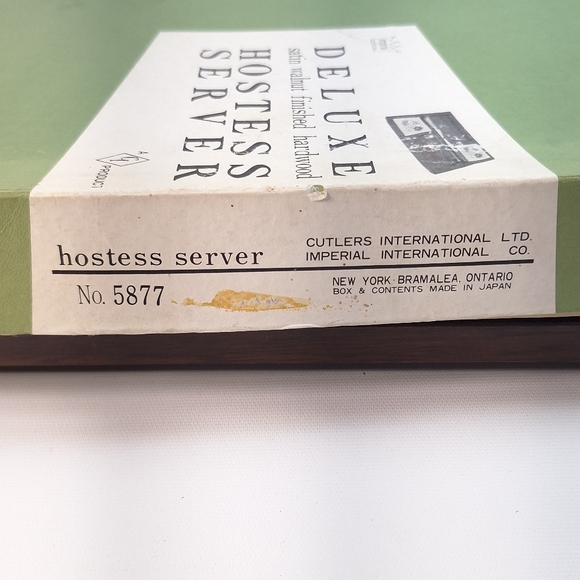 DELUXE
satin walnut finished hardwood
HOSTESS
SERVER
A CI PRODUCT
hostess server
No. 5877
CUTLERS INTERNATIONAL LTD.
IMPERIAL INTERNATIONAL CO.
NEW YORK-BRAMALEA, ONTARIO
BOX & CONTENTS MADE IN JAPAN